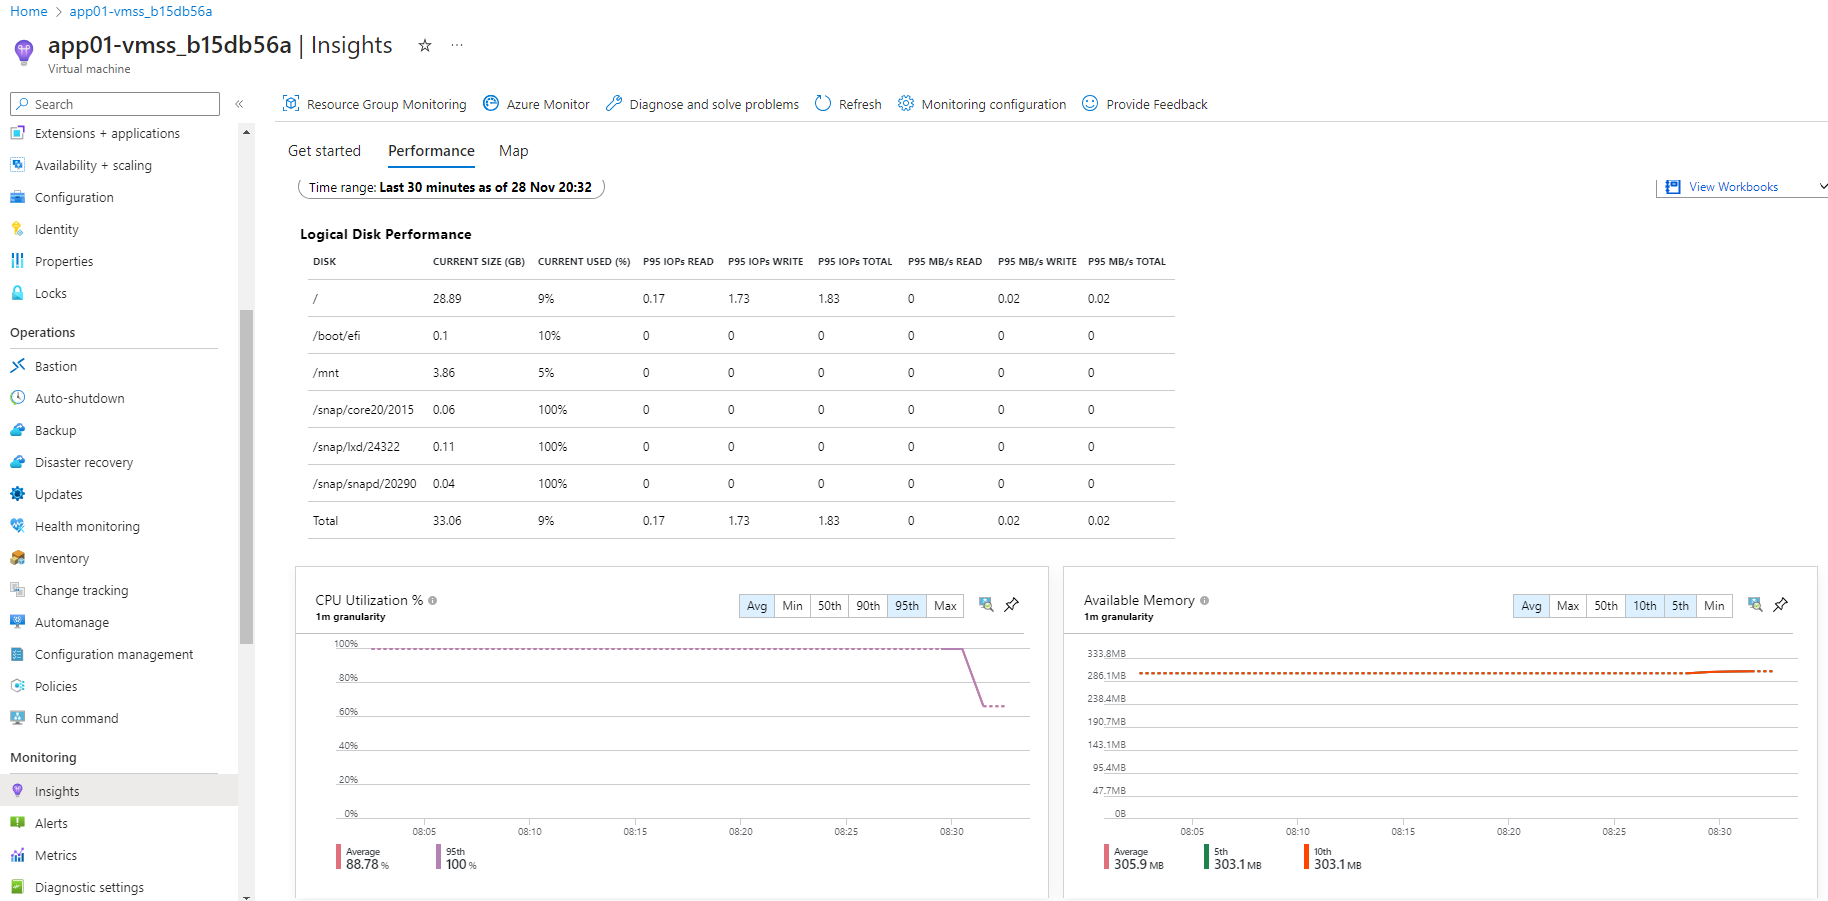 Home > app01-vmss_b15db56a
app01-vmss_b15db56a | Insights ☆ ···
Virtual machine
Search «
Extensions + applications
Availability + scaling
Configuration
Identity
Properties
Locks
Operations
Bastion
Auto-shutdown
Backup
Disaster recovery
Updates
Health monitoring
Inventory
Change tracking
Automanage
Configuration management
Policies
Run command
Monitoring
Insights
Alerts
Metrics
Diagnostic settings
Resource Group Monitoring Azure Monitor Diagnose and solve problems Refresh Monitoring configuration Provide Feedback
Get started Performance Map
Time range: Last 30 minutes as of 28 Nov 20:32 View Workbooks
Logical Disk Performance
DISK CURRENT SIZE (GB) CURRENT USED (%) P95 IOPs READ P95 IOPs WRITE P95 IOPs TOTAL P95 MB/s READ P95 MB/s WRITE P95 MB/s TOTAL
/ 28.89 9% 0.17 1.73 1.83 0 0.02 0.02
/boot/efi 0.1 10% 0 0 0 0 0 0
/mnt 3.86 5% 0 0 0 0 0 0
/snap/core20/2015 0.06 100% 0 0 0 0 0 0
/snap/lxd/24322 0.11 100% 0 0 0 0 0 0
/snap/snapd/20290 0.04 100% 0 0 0 0 0 0
Total 33.06 9% 0.17 1.73 1.83 0 0.02 0.02
CPU Utilization % Avg Min 50th 90th 95th Max
1m granularity
100%
80%
60%
40%
20%
0%
08:05 08:10 08:15 08:20 08:25 08:30
Average 95th
88.78 % 100 %
Available Memory Avg Max 50th 10th 5th Min
1m granularity
333.8MB
286.1MB
238.4MB
190.7MB
143.1MB
95.4MB
47.7MB
0B
08:05 08:10 08:15 08:20 08:25 08:30
Average 5th 10th
305.9 MB 303.1 MB 303.1 MB